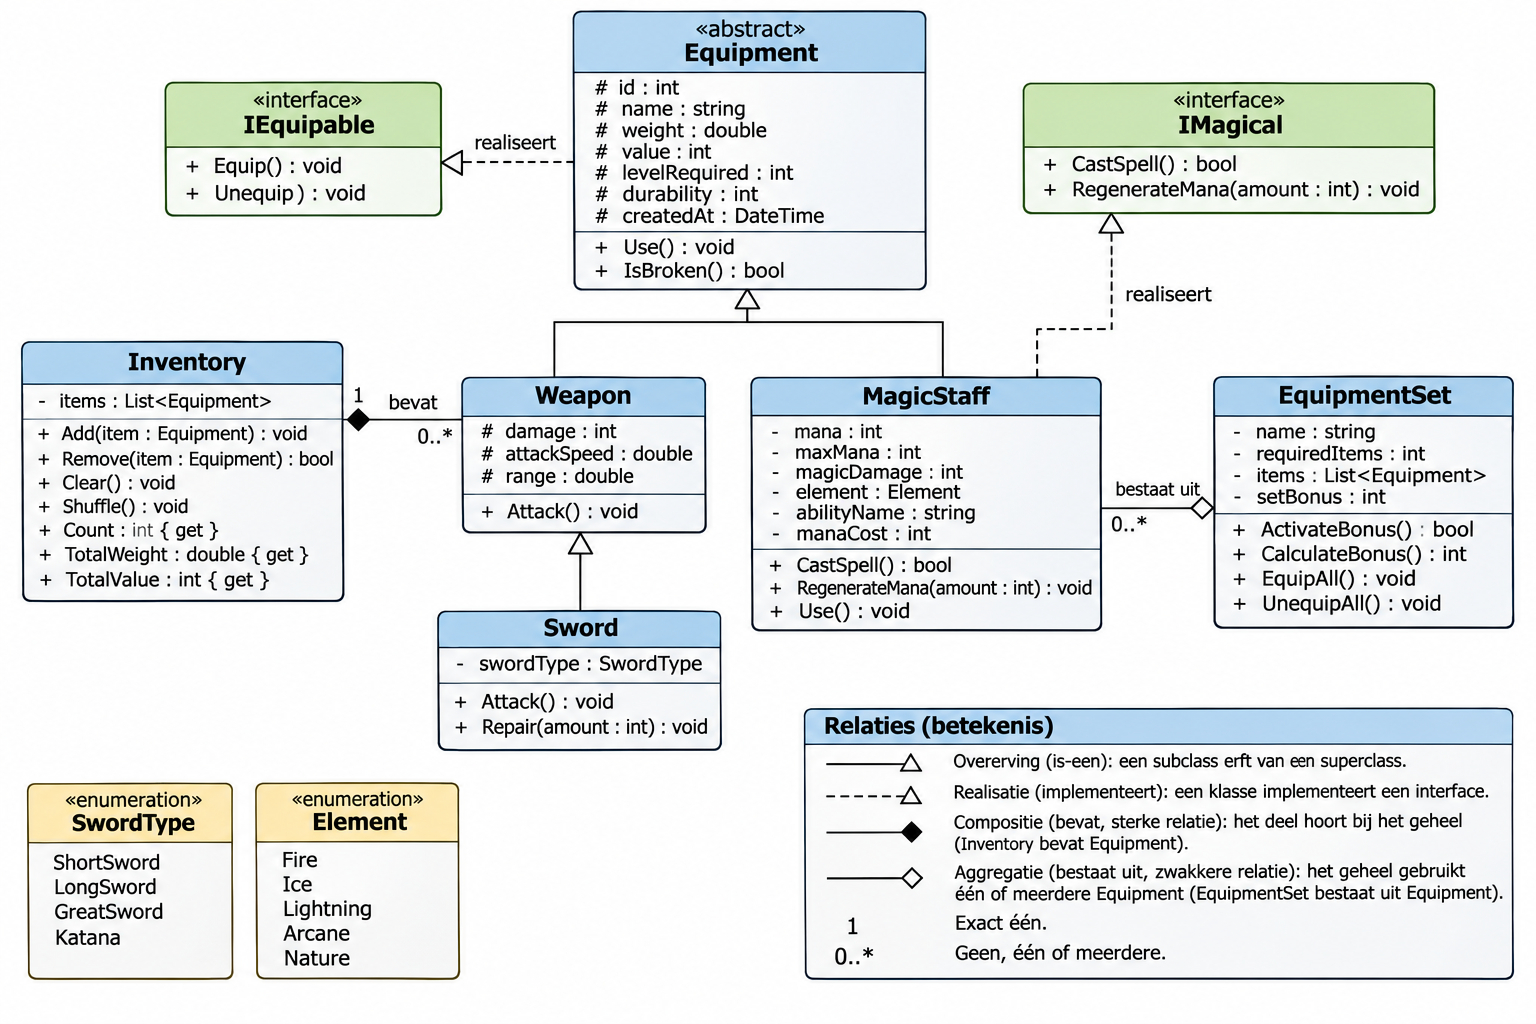 «abstract»
Equipment
# id : int
# name : string
# weight : double
# value : int
# levelRequired : int
# durability : int
# createdAt : DateTime
+ Use() : void
+ IsBroken() : bool
«interface»
IEquipable
+ Equip() : void
+ Unequip ) : void
realiseert
«interface»
IMagical
+ CastSpell() : bool
+ RegenerateMana(amount : int) : void
realiseert
Inventory
- items : List<Equipment>
+ Add(item : Equipment) : void
+ Remove(item : Equipment) : bool
+ Clear() : void
+ Shuffle() : void
+ Count : int { get }
+ TotalWeight : double { get }
+ TotalValue : int { get }
1
bevat
0..*
Weapon
# damage : int
# attackSpeed : double
# range : double
+ Attack() : void
MagicStaff
- mana : int
- maxMana : int
- magicDamage : int
- element : Element
- abilityName : string
- manaCost : int
+ CastSpell() : bool
+ RegenerateMana(amount : int) : void
+ Use() : void
bestaat uit
0..*
EquipmentSet
- name : string
- requiredItems : int
- items : List<Equipment>
- setBonus : int
+ ActivateBonus() : bool
+ CalculateBonus() : int
+ EquipAll() : void
+ UnequipAll() : void
Sword
- swordType : SwordType
+ Attack() : void
+ Repair(amount : int) : void
«enumeration»
SwordType
ShortSword
LongSword
GreatSword
Katana
«enumeration»
Element
Fire
Ice
Lightning
Arcane
Nature
Relaties (betekenis)
Overerving (is-een): een subclass erft van een superclass.
Realisatie (implementeert): een klasse implementeert een interface.
Compositie (bevat, sterke relatie): het deel hoort bij het geheel
(Inventory bevat Equipment).
Aggregatie (bestaat uit, zwakkere relatie): het geheel gebruikt
één of meerdere Equipment (EquipmentSet bestaat uit Equipment).
1 Exact één.
0..* Geen, één of meerdere.